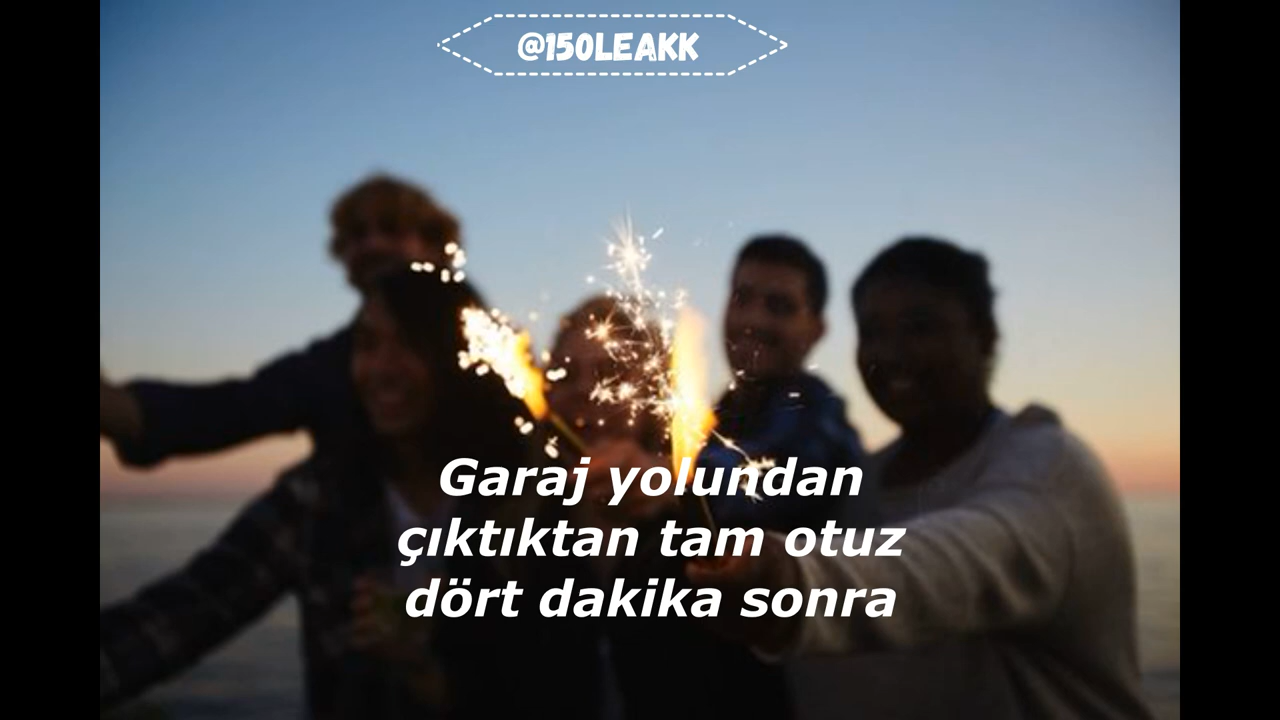 @150LEAKK
Garaj yolundan
çıktıktan tam otuz
dört dakika sonra